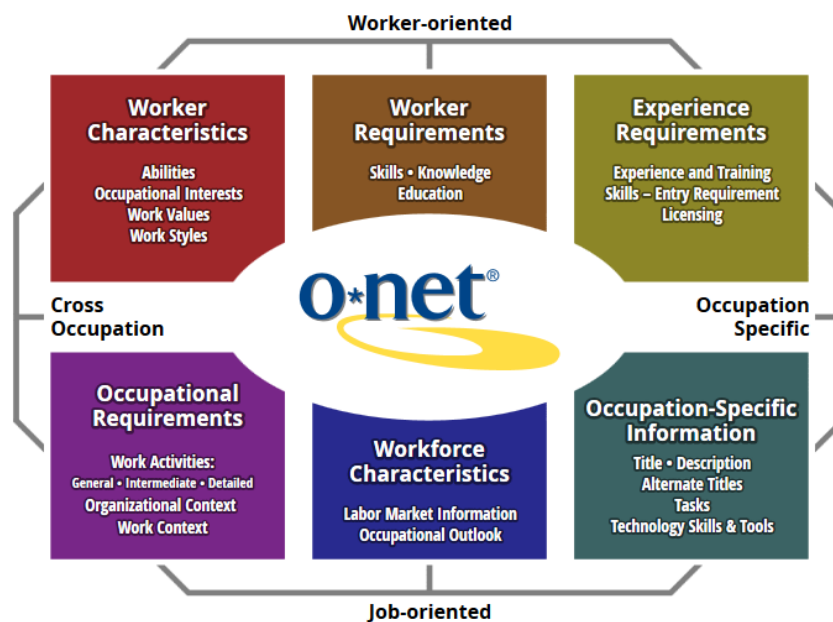 Worker-oriented
Worker
Characteristics
Abilities
Occupational Interests
Work Values
Work Styles
Worker
Requirements
Skills • Knowledge
Education
Experience
Requirements
Experience and Training
Skills – Entry Requirement
Licensing
o*net®
Cross
Occupation
Occupation
Specific
Occupational
Requirements
Work Activities:
General • Intermediate • Detailed
Organizational Context
Work Context
Workforce
Characteristics
Labor Market Information
Occupational Outlook
Occupation-Specific
Information
Title • Description
Alternate Titles
Tasks
Technology Skills & Tools
Job-oriented